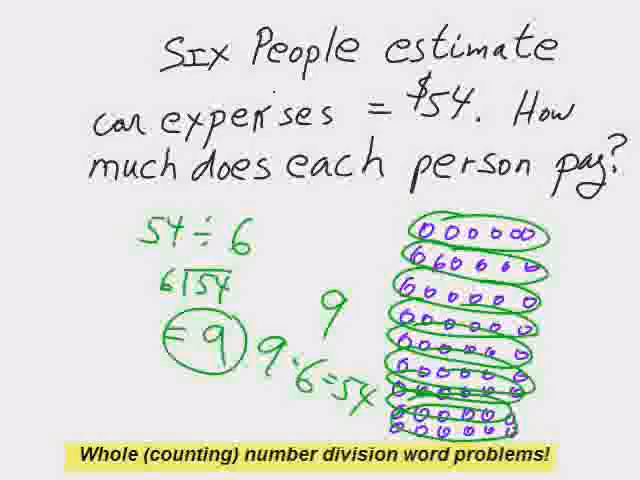 SIX People estimate
car expenses = $54. How
much does each person pay?
54 ÷ 6
6⟌54
= 9
9
9 · 6 = 54
Whole (counting) number division word problems!